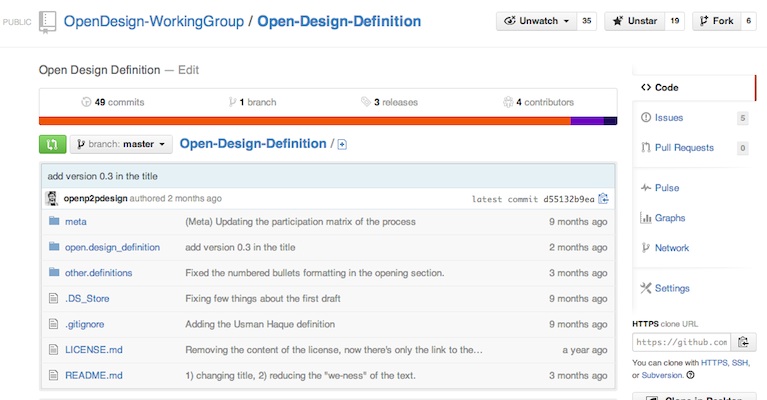 PUBLIC OpenDesign-WorkingGroup / Open-Design-Definition Unwatch 35 Unstar 19 Fork 6
Open Design Definition — Edit
49 commits 1 branch 3 releases 4 contributors
branch: master Open-Design-Definition /
add version 0.3 in the title
openp2pdesign authored 2 months ago latest commit d55132b9ea
meta (Meta) Updating the participation matrix of the process 9 months ago
open.design_definition add version 0.3 in the title 2 months ago
other.definitions Fixed the numbered bullets formatting in the opening section. 3 months ago
.DS_Store Fixing few things about the first draft 9 months ago
.gitignore Adding the Usman Haque definition 9 months ago
LICENSE.md Removing the content of the license, now there's only the link to the... a year ago
README.md 1) changing title, 2) reducing the "we-ness" of the text. 3 months ago
Code
Issues 5
Pull Requests 0
Pulse
Graphs
Network
Settings
HTTPS clone URL
https://github.com
You can clone with HTTPS, SSH,
or Subversion.
Clone in Desktop